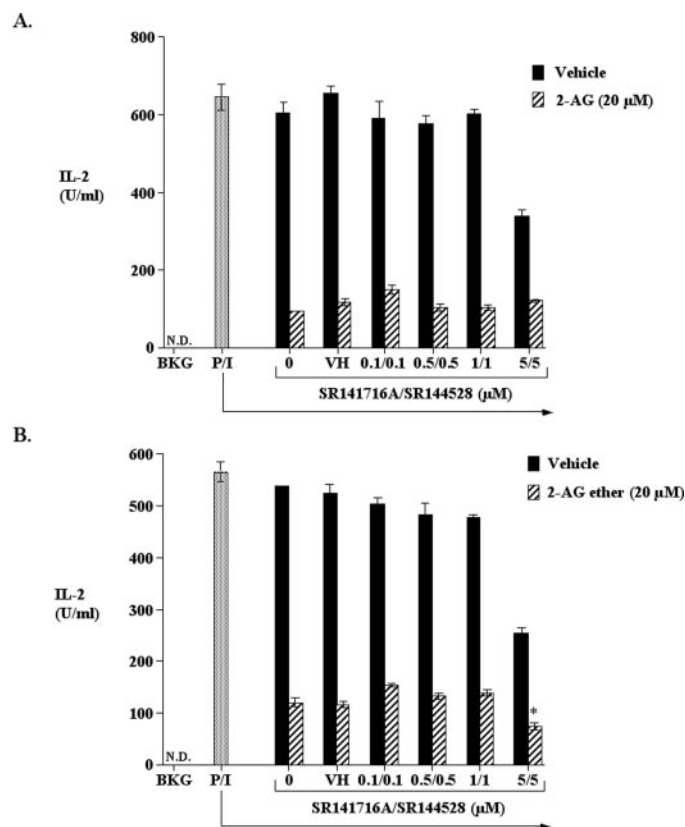 A.
800
600
IL-2
(U/ml)
400
200
0
N.D.
BKG P/I 0 VH 0.1/0.1 0.5/0.5 1/1 5/5
SR141716A/SR144528 (µM)
Vehicle
2-AG (20 µM)
B.
600
500
400
IL-2
(U/ml)
300
200
100
0
N.D.
*
BKG P/I 0 VH 0.1/0.1 0.5/0.5 1/1 5/5
SR141716A/SR144528 (µM)
Vehicle
2-AG ether (20 µM)